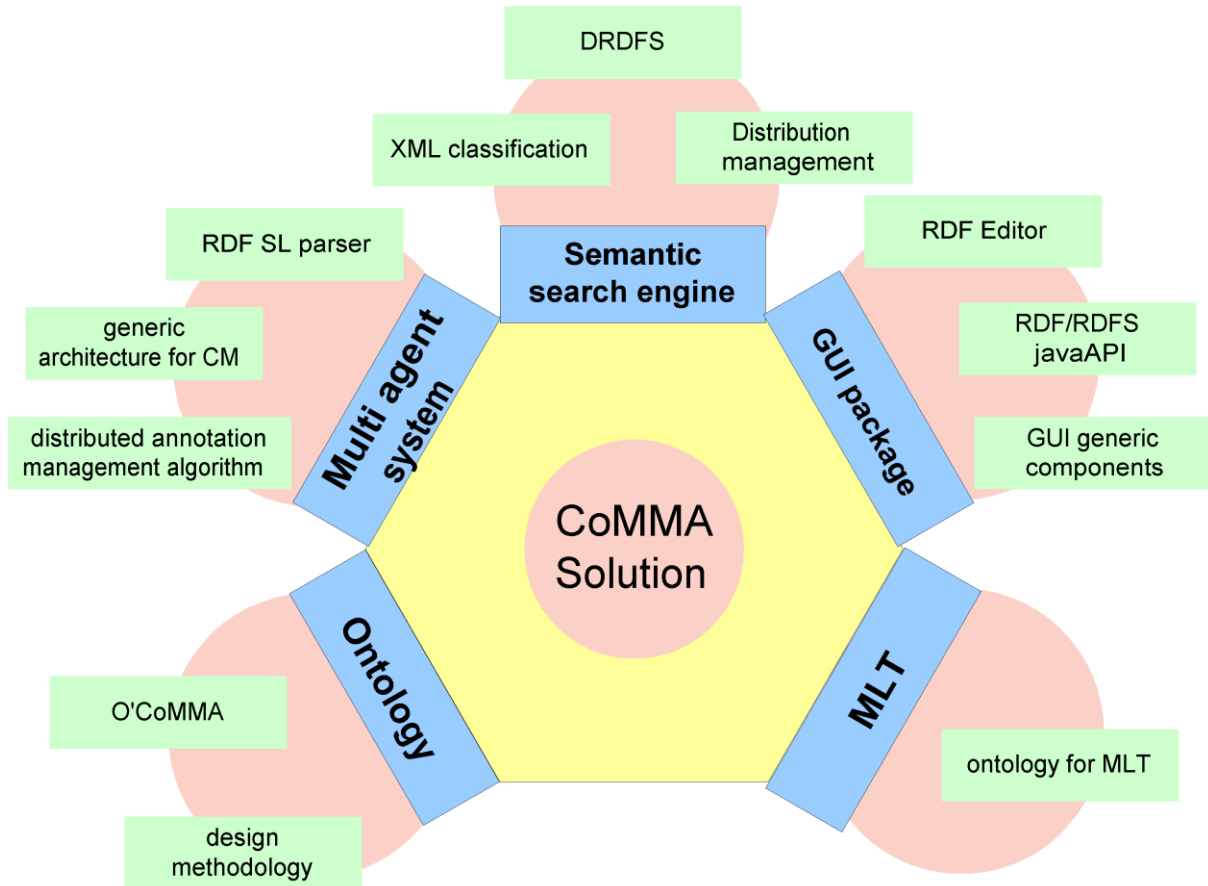 DRDFS
XML classification
Distribution
management
Semantic
search engine
RDF SL parser
generic
architecture for CM
distributed annotation
management algorithm
Multi agent
system
RDF Editor
RDF/RDFS
javaAPI
GUI generic
components
GUI package
CoMMA
Solution
Ontology
O'CoMMA
design
methodology
MLT
ontology for MLT